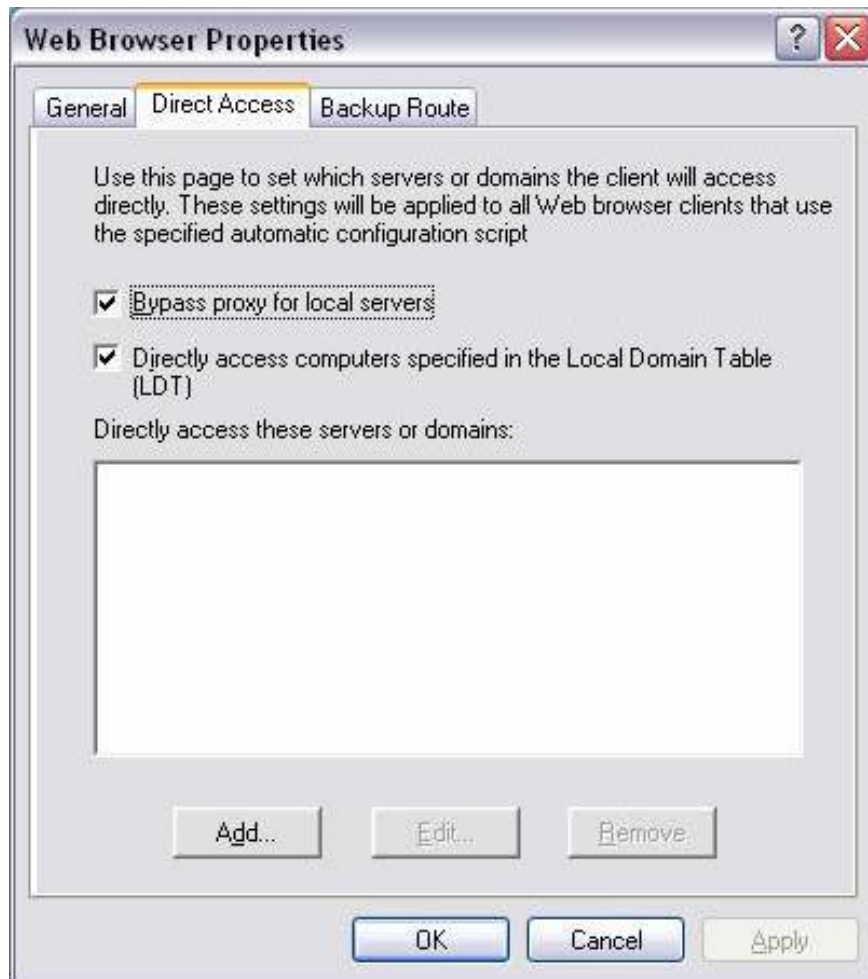 Web Browser Properties
?
General
Direct Access
Backup Route
Use this page to set which servers or domains the client will access
directly. These settings will be applied to all Web browser clients that use
the specified automatic configuration script
Bypass proxy for local servers
Directly access computers specified in the Local Domain Table
(LDT)
Directly access these servers or domains:
Add...
Edit...
Remove
OK
Cancel
Apply